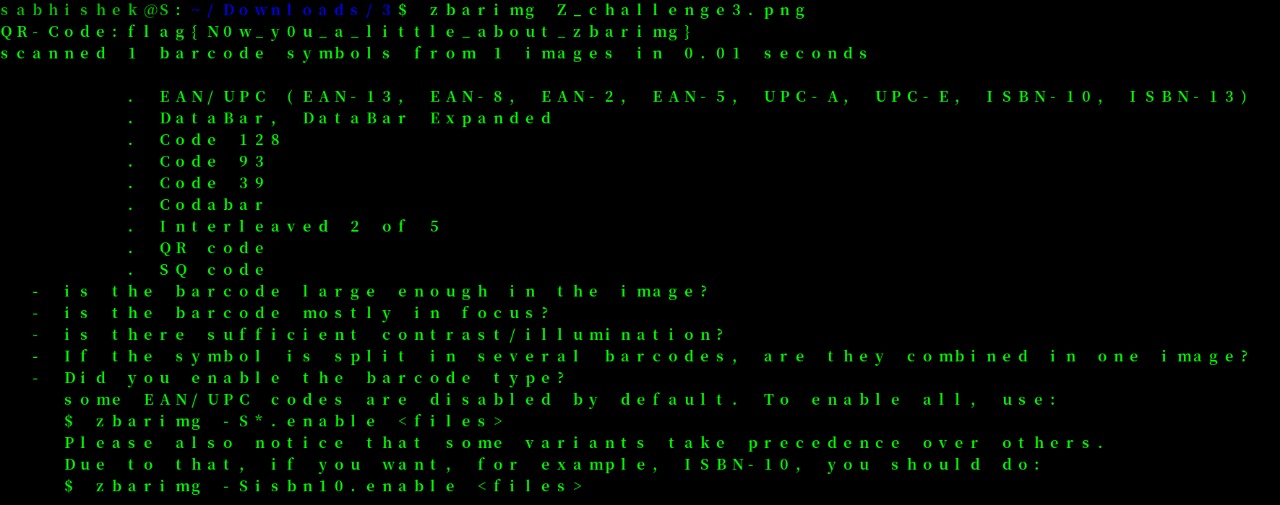 sabhishek@S:~/Downloads/3$ zbarimg Z_challenge3.png
QR-Code:flag{N0w_y0u_a_little_about_zbarimg}
scanned 1 barcode symbols from 1 images in 0.01 seconds
. EAN/UPC (EAN-13, EAN-8, EAN-2, EAN-5, UPC-A, UPC-E, ISBN-10, ISBN-13)
. DataBar, DataBar Expanded
. Code 128
. Code 93
. Code 39
. Codabar
. Interleaved 2 of 5
. QR code
. SQ code
- is the barcode large enough in the image?
- is the barcode mostly in focus?
- is there sufficient contrast/illumination?
- If the symbol is split in several barcodes, are they combined in one image?
- Did you enable the barcode type?
some EAN/UPC codes are disabled by default. To enable all, use:
$ zbarimg -S*.enable <files>
Please also notice that some variants take precedence over others.
Due to that, if you want, for example, ISBN-10, you should do:
$ zbarimg -Sisbn10.enable <files>